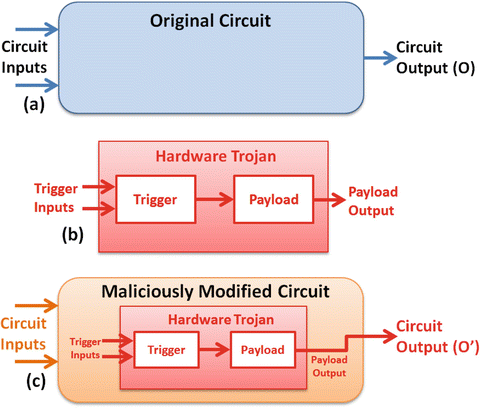 Original Circuit
Circuit
Inputs
Circuit
Output (O)
(a)
Hardware Trojan
Trigger
Inputs
Trigger
Payload
Payload
Output
(b)
Maliciously Modified Circuit
Hardware Trojan
Circuit
Inputs
Trigger
Inputs
Trigger
Payload
Payload
Output
Circuit
Output (O’)
(c)